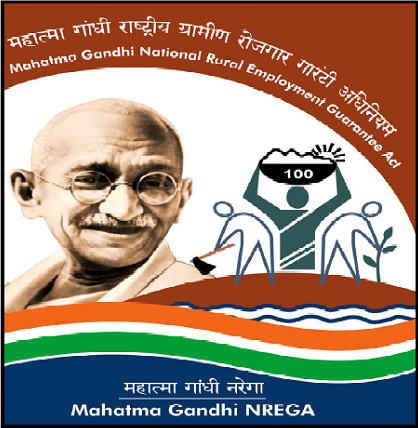 महात्मा गांधी राष्ट्रीय ग्रामीण रोजगार गारंटी अधिनियम
Mahatma Gandhi National Rural Employment Guarantee Act
100
महात्मा गांधी नरेगा
Mahatma Gandhi NREGA